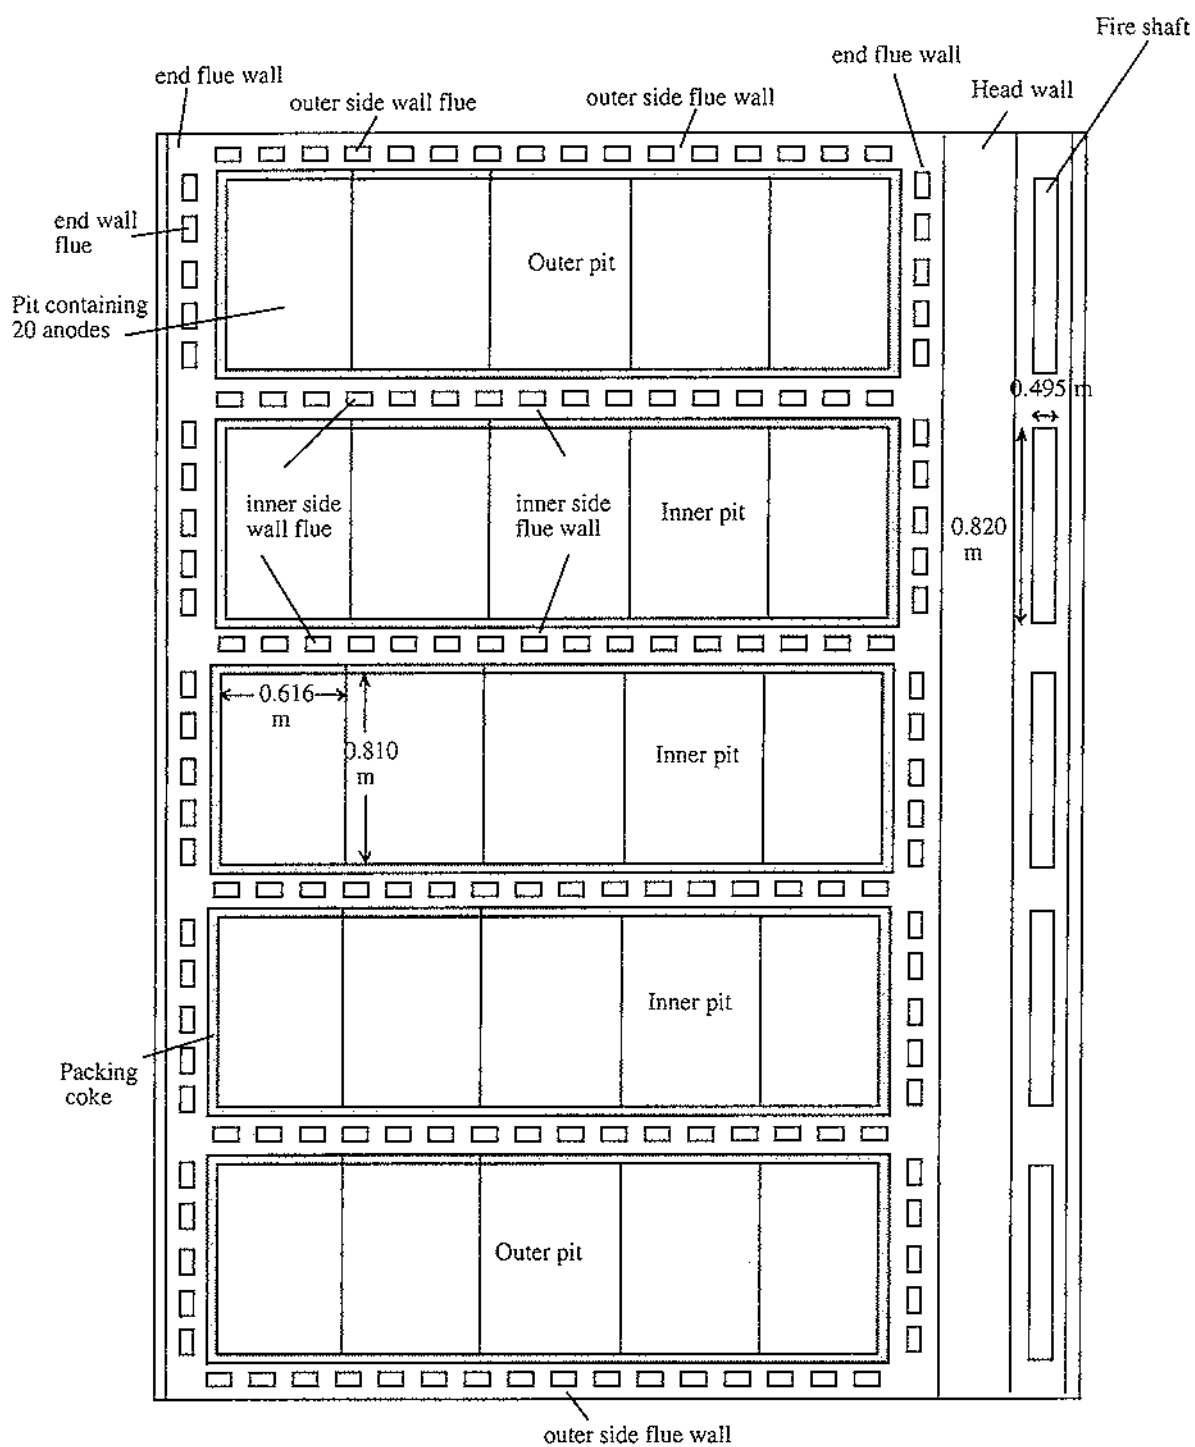 Fire shaft
end flue wall
end flue wall
Head wall
outer side wall flue
outer side flue wall
end wall
flue
Outer pit
Pit containing
20 anodes
0.495 m
inner side
wall flue
inner side
flue wall
Inner pit
0.820
m
0.616
m
0.810
m
Inner pit
Inner pit
Packing
coke
Outer pit
outer side flue wall